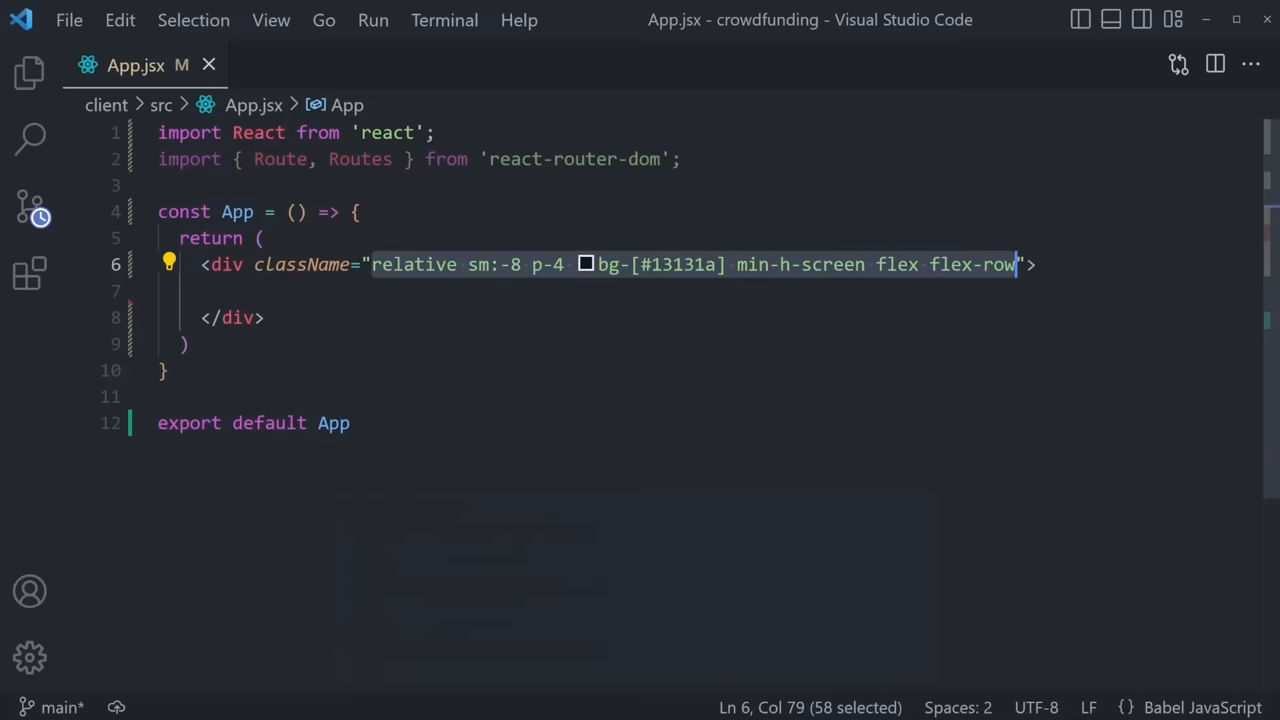 File Edit Selection View Go Run Terminal Help App.jsx - crowdfunding - Visual Studio Code
App.jsx M
client > src > App.jsx > App
1 import React from 'react';
2 import { Route, Routes } from 'react-router-dom';
3
4 const App = () => {
5 return (
6 <div className="relative sm:-8 p-4 bg-[#13131a] min-h-screen flex flex-row">
7
8 </div>
9 )
10 }
11
12 export default App
main* Ln 6, Col 79 (58 selected) Spaces: 2 UTF-8 LF {} Babel JavaScript